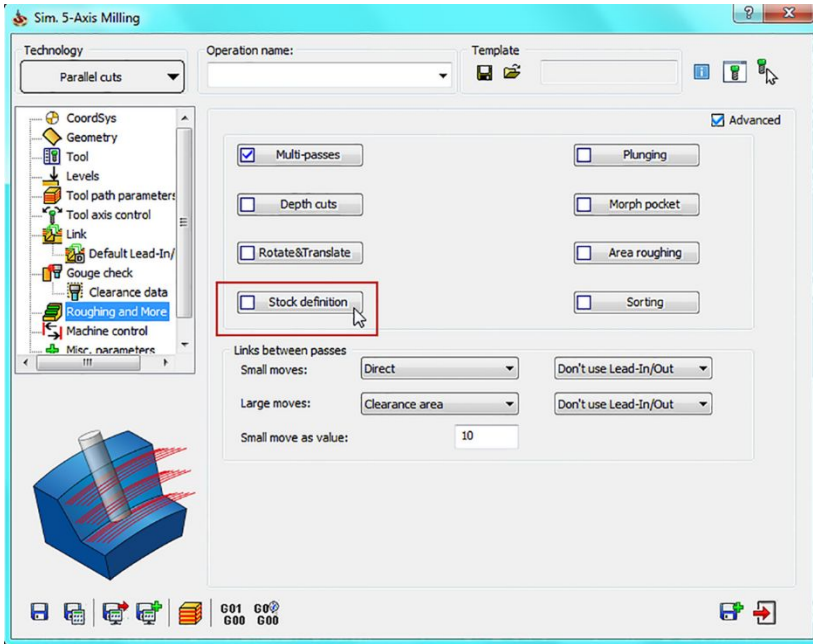 Sim. 5-Axis Milling
Technology
Operation name:
Template
Parallel cuts
Advanced
CoordSys
Geometry
Tool
Levels
Tool path parameters
Tool axis control
Link
Default Lead-In/
Gouge check
Clearance data
Roughing and More
Machine control
Misc. parameters
Multi-passes
Plunging
Depth cuts
Morph pocket
Rotate&Translate
Area roughing
Stock definition
Sorting
Links between passes
Small moves:
Direct
Don't use Lead-In/Out
Large moves:
Clearance area
Don't use Lead-In/Out
Small move as value:
10
G01 G0
G00 G00